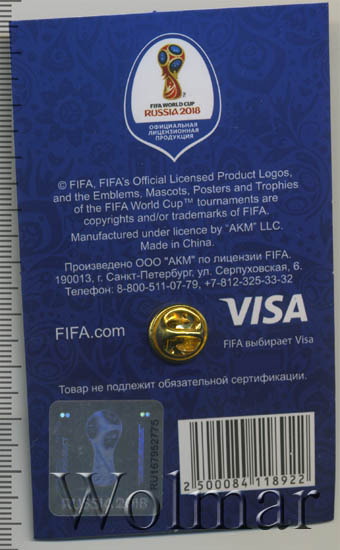 FIFA WORLD CUP
RUSSIA 2018
ОФИЦИАЛЬНАЯ
ЛИЦЕНЗИОННАЯ
ПРОДУКЦИЯ
© FIFA, FIFA's Official Licensed Product Logos,
and the Emblems, Mascots, Posters and Trophies
of the FIFA World Cup™ tournaments are
copyrights and/or trademarks of FIFA.
Manufactured under licence by "АКМ" LLC.
Made in China.
Произведено ООО "АКМ" по лицензии FIFA.
190013, г. Санкт-Петербург. ул. Серпуховская, 6.
Телефон: 8-800-511-07-79, +7-812-325-33-32
FIFA.com
VISA
FIFA выбирает Visa
Товар не подлежит обязательной сертификации.
RUSSIA 2018
RU167952775
2 500084 118922
Wolmar